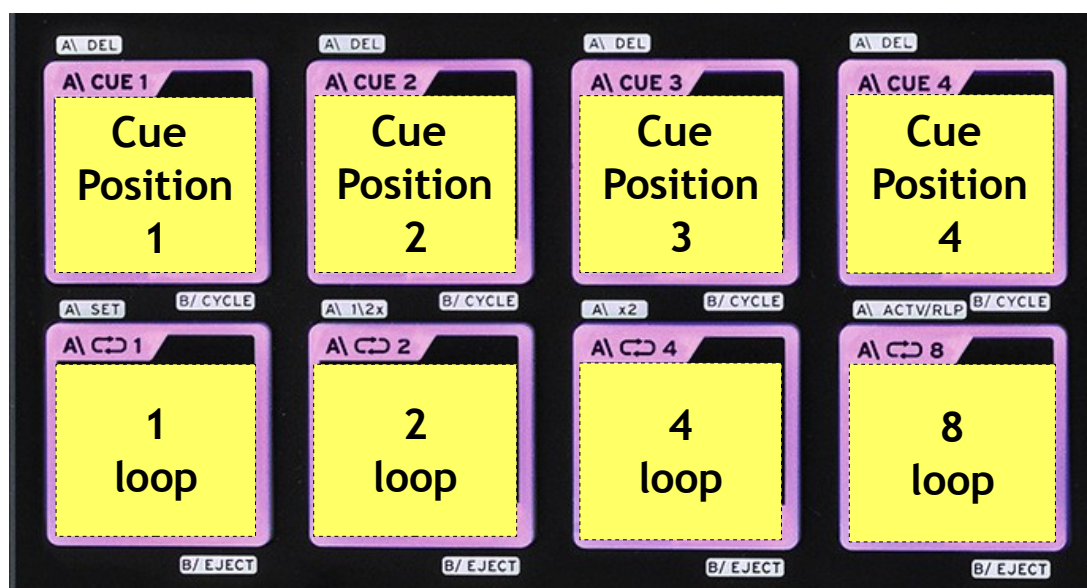 A\ DEL A\ DEL A\ DEL A\ DEL
A\ CUE 1 A\ CUE 2 A\ CUE 3 A\ CUE 4
Cue Cue Cue Cue
Position Position Position Position
1 2 3 4
B/ CYCLE B/ CYCLE B/ CYCLE B/ CYCLE
A\ SET A\ 1\2x A\ x2 A\ ACTV/RLP
A\ 1 A\ 2 A\ 4 A\ 8
1 2 4 8
loop loop loop loop
B/ EJECT B/ EJECT B/ EJECT B/ EJECT